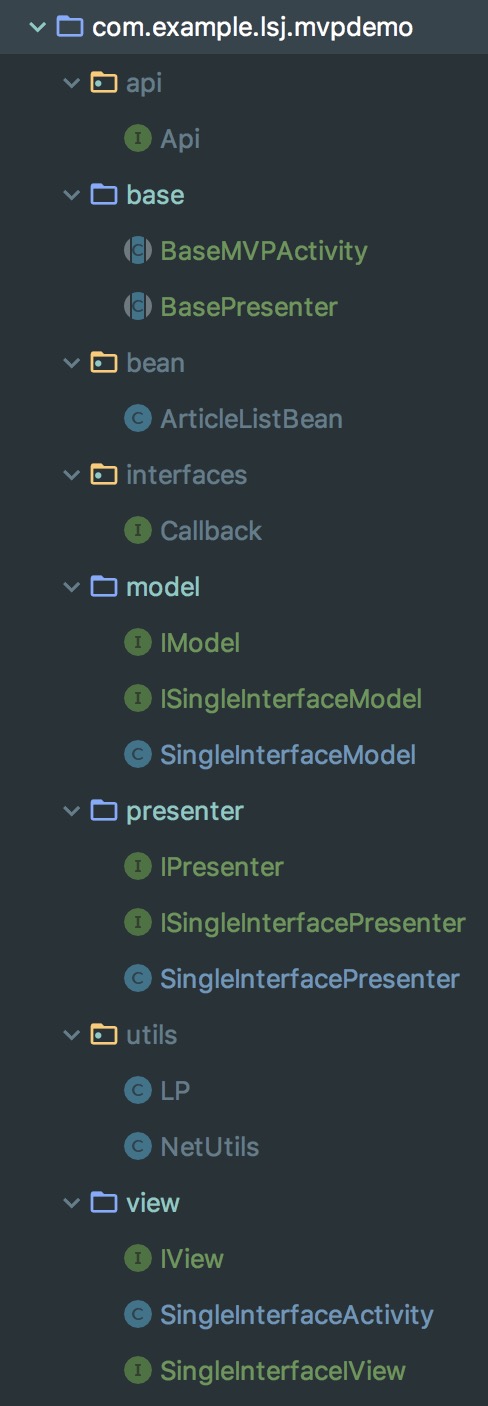 com.example.lsj.mvpdemo
api
I Api
base
C BaseMVPActivity
C BasePresenter
bean
C ArticleListBean
interfaces
I Callback
model
I IModel
I ISingleInterfaceModel
C SingleInterfaceModel
presenter
I IPresenter
I ISingleInterfacePresenter
C SingleInterfacePresenter
utils
C LP
C NetUtils
view
I IView
C SingleInterfaceActivity
I SingleInterfaceIView